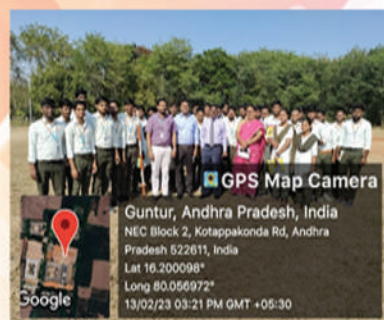 GPS Map Camera
Guntur, Andhra Pradesh, India
NEC Block 2, Kotappakonda Rd, Andhra
Pradesh 522611, India
Lat 16.200098°
Long 80.056972°
13/02/23 03:21 PM GMT +05:30
Google